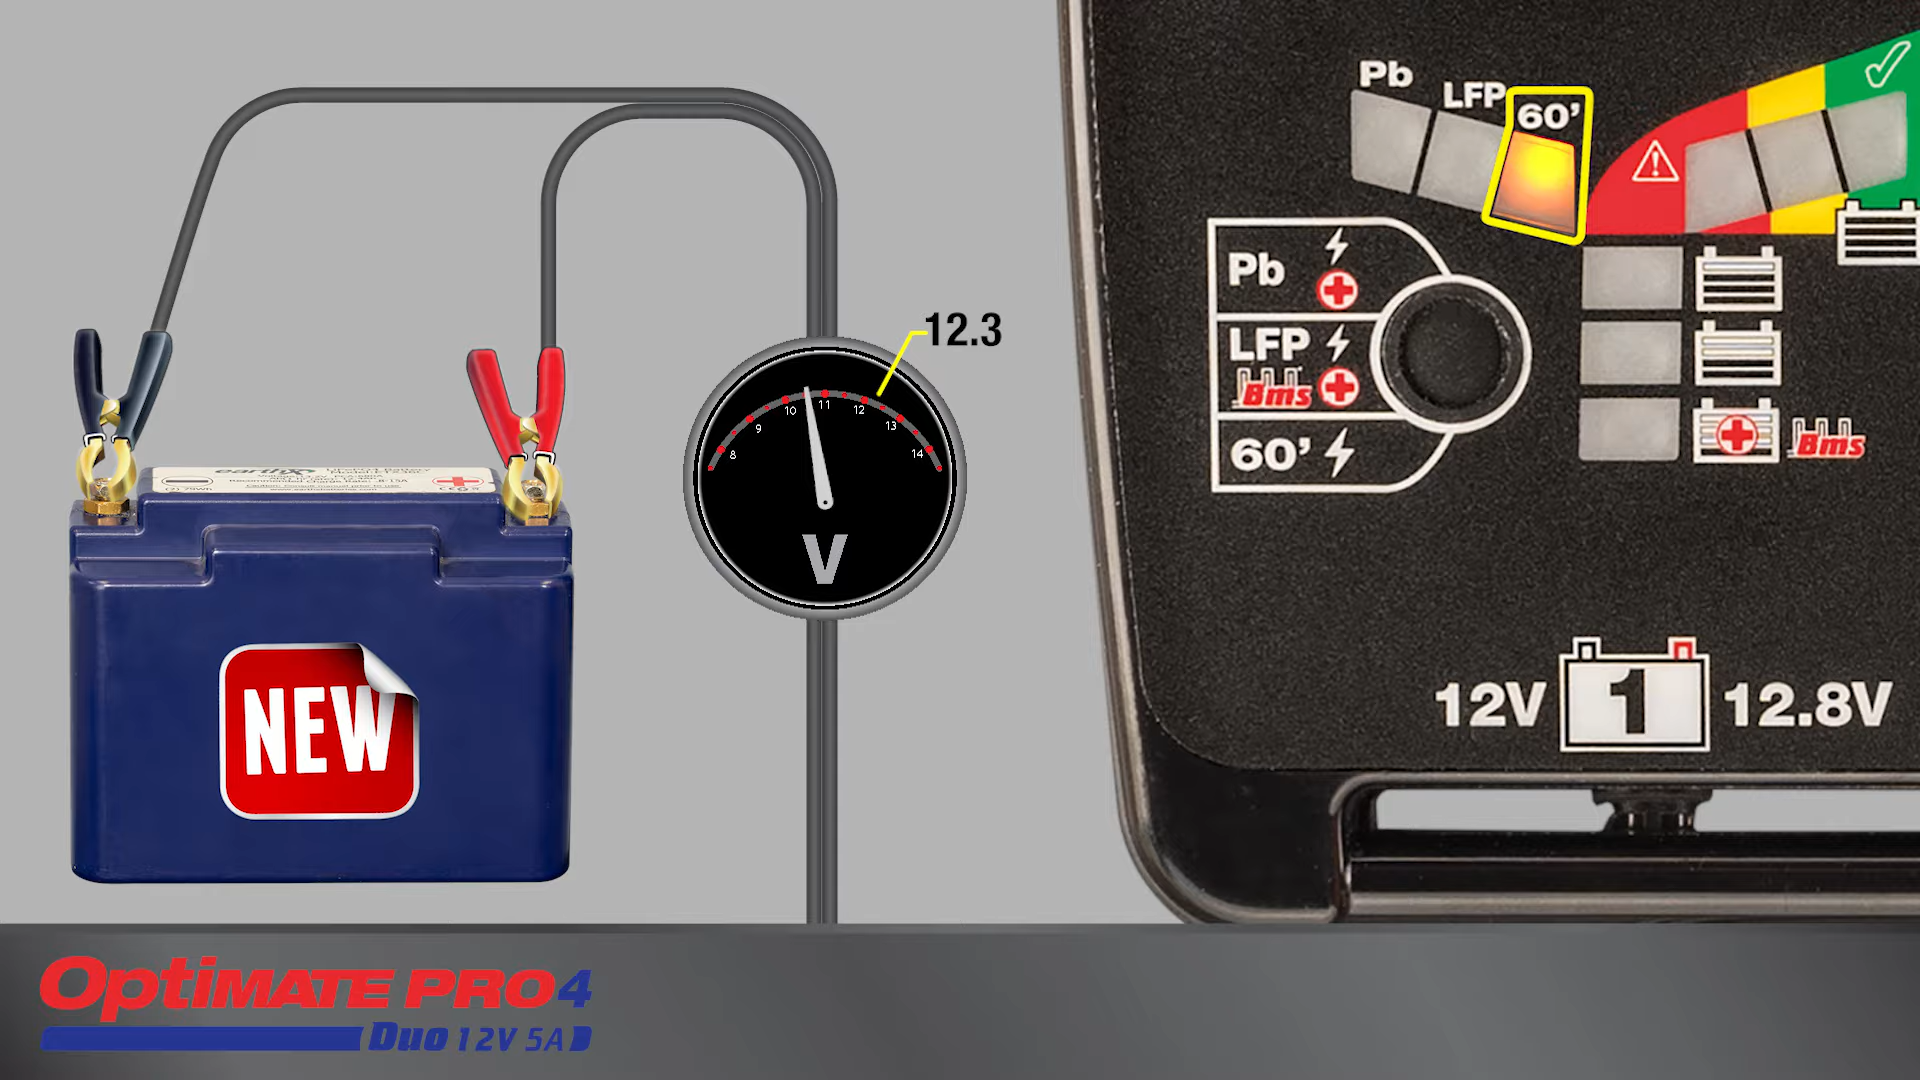 Pb
LFP
60’
Pb
LFP
Bms
60’
12.3
8
9
10
11
12
13
14
V
Bms
earthx
12V
1
12.8V
NEW
OptiMATE PRO4
Duo 12V 5A